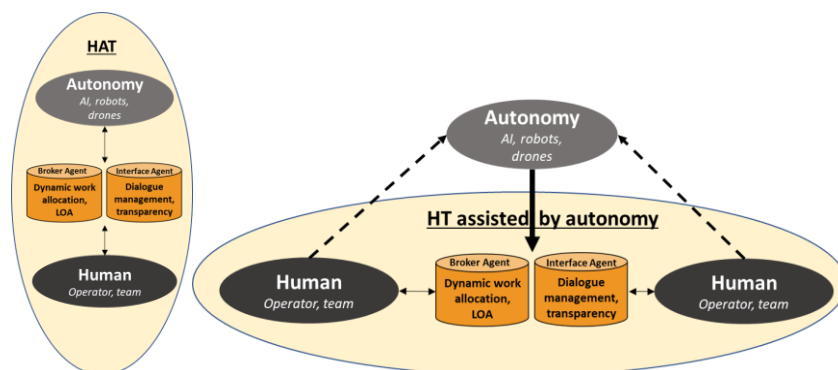 HAT
Autonomy
AI, robots,
drones
Broker Agent
Dynamic work
allocation,
LOA
Interface Agent
Dialogue
management,
transparency
Human
Operator, team
Autonomy
AI, robots,
drones
HT assisted by autonomy
Human
Operator, team
Broker Agent
Dynamic work
allocation,
LOA
Interface Agent
Dialogue
management,
transparency
Human
Operator, team